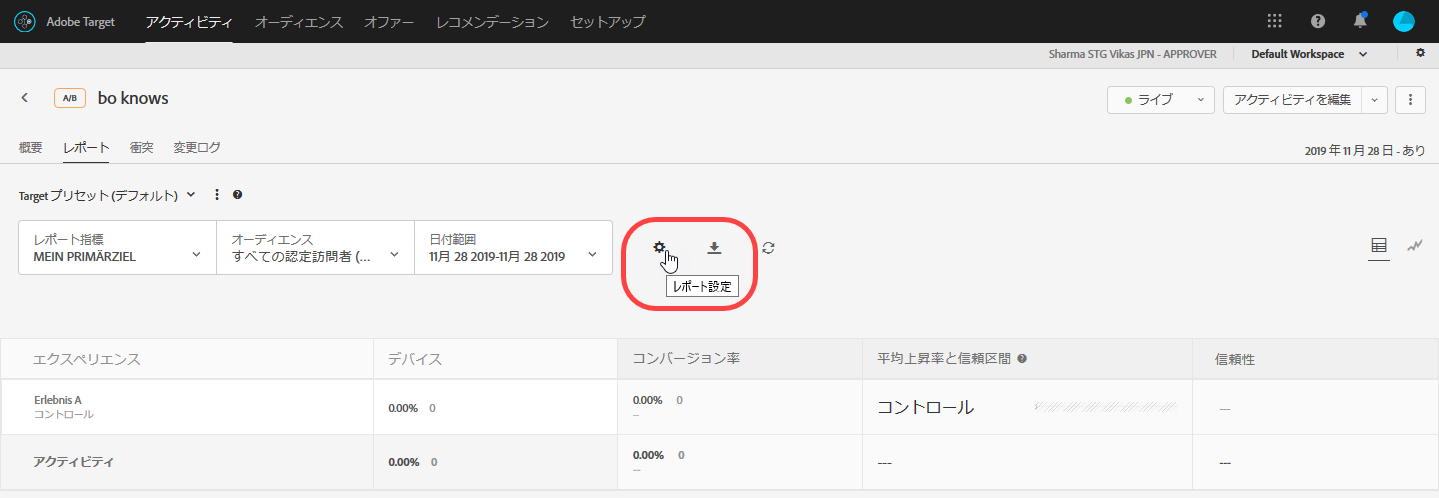 Adobe Target アクティビティ オーディエンス オファー レコメンデーション セットアップ
Sharma STG Vikas JPN - APPROVER Default Workspace
A/B bo knows ライブ アクティビティを編集
概要 レポート 衝突 変更ログ
2019 年 11 月 28 日 - あり
Target プリセット (デフォルト)
レポート指標 オーディエンス 日付範囲
MEIN PRIMÄRZIEL すべての認定訪問者 (... 11月 28 2019-11月 28 2019
レポート設定
エクスペリエンス デバイス コンバージョン率 平均上昇率と信頼区間 信頼性
Erlebnis A 0.00% 0 0.00% 0 コントロール ---
コントロール --
アクティビティ 0.00% 0 0.00% 0 --- ---
---